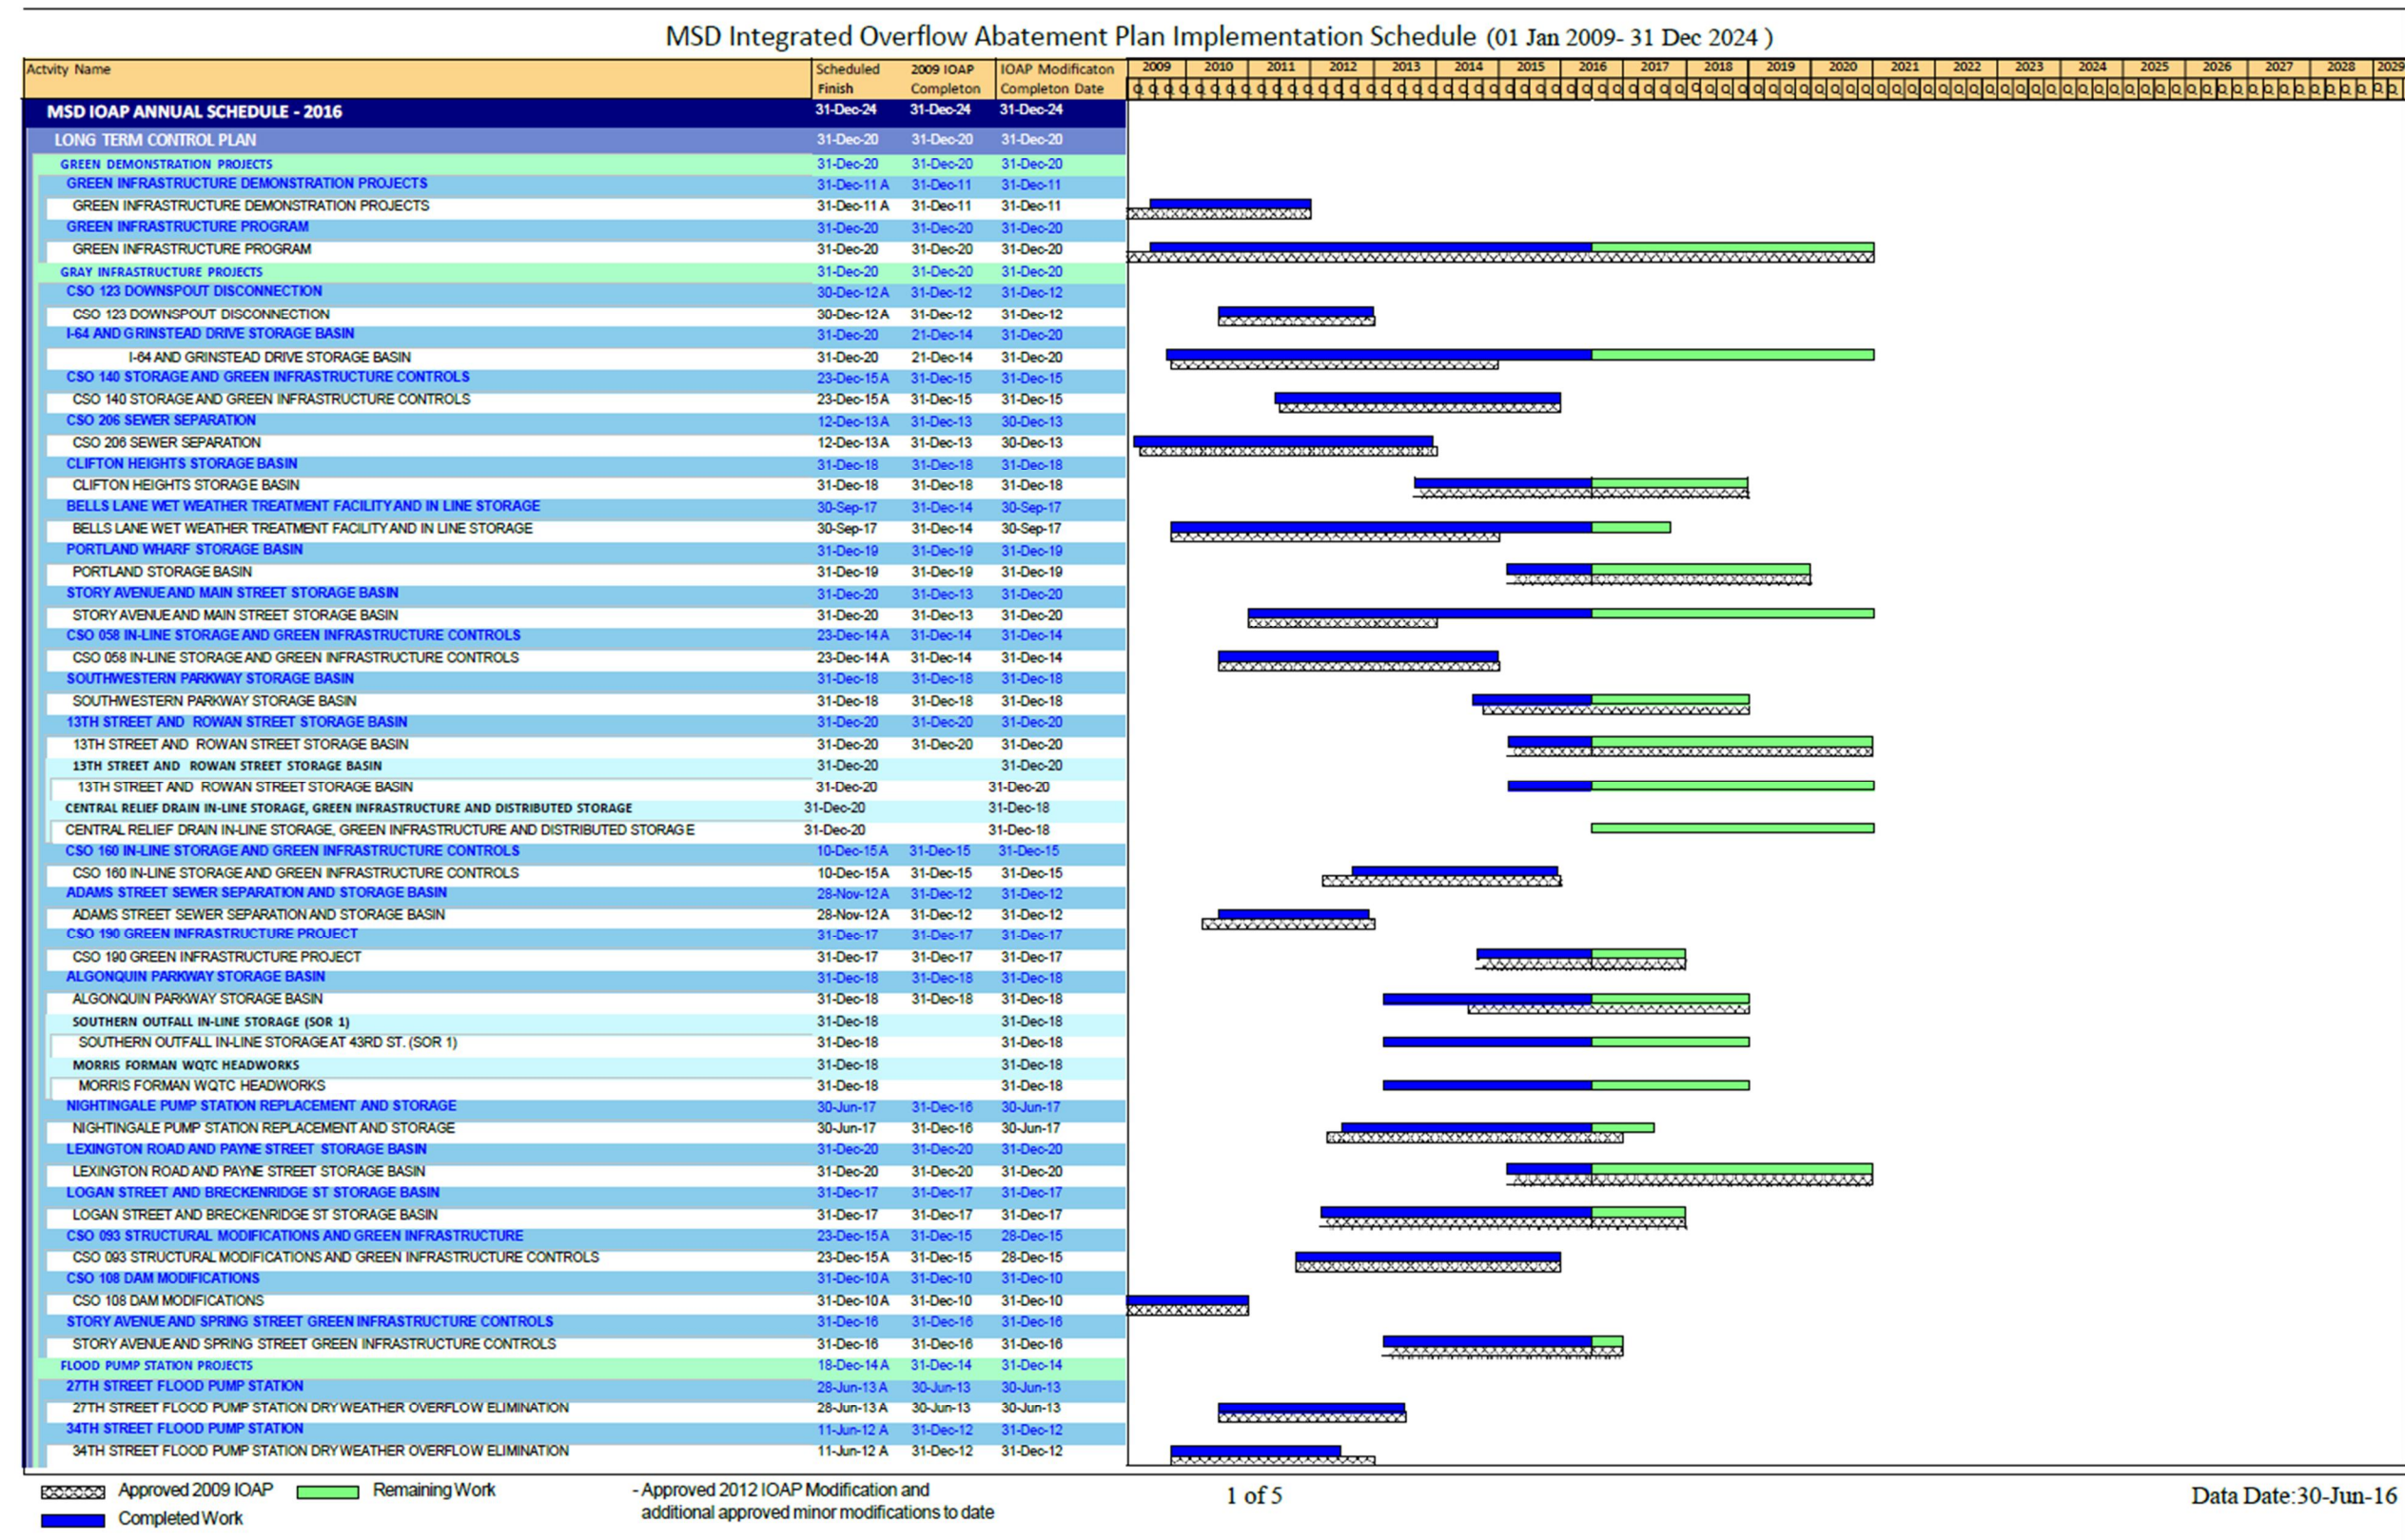 MSD Integrated Overflow Abatement Plan Implementation Schedule (01 Jan 2009- 31 Dec 2024 )
Actvity Name Scheduled Finish 2009 IOAP Completon IOAP Modificaton Completon Date 2009 2010 2011 2012 2013 2014 2015 2016 2017 2018 2019 2020 2021 2022 2023 2024 2025 2026 2027 2028 2029
Q Q Q Q Q Q Q Q Q Q Q Q Q Q Q Q Q Q Q Q Q Q Q Q Q Q Q Q Q Q Q Q Q Q Q Q Q Q Q Q Q Q Q Q Q Q Q Q Q Q Q Q Q Q Q Q Q Q Q Q Q Q Q Q Q Q Q Q Q Q Q Q Q Q Q Q Q Q Q Q Q Q
MSD IOAP ANNUAL SCHEDULE - 2016 31-Dec-24 31-Dec-24 31-Dec-24
LONG TERM CONTROL PLAN 31-Dec-20 31-Dec-20 31-Dec-20
GREEN DEMONSTRATION PROJECTS 31-Dec-20 31-Dec-20 31-Dec-20
GREEN INFRASTRUCTURE DEMONSTRATION PROJECTS 31-Dec-11 A 31-Dec-11 31-Dec-11
GREEN INFRASTRUCTURE DEMONSTRATION PROJECTS 31-Dec-11 A 31-Dec-11 31-Dec-11
GREEN INFRASTRUCTURE PROGRAM 31-Dec-20 31-Dec-20 31-Dec-20
GREEN INFRASTRUCTURE PROGRAM 31-Dec-20 31-Dec-20 31-Dec-20
GRAY INFRASTRUCTURE PROJECTS 31-Dec-20 31-Dec-20 31-Dec-20
CSO 123 DOWNSPOUT DISCONNECTION 30-Dec-12 A 31-Dec-12 31-Dec-12
CSO 123 DOWNSPOUT DISCONNECTION 30-Dec-12 A 31-Dec-12 31-Dec-12
I-64 AND GRINSTEAD DRIVE STORAGE BASIN 31-Dec-20 21-Dec-14 31-Dec-20
I-64 AND GRINSTEAD DRIVE STORAGE BASIN 31-Dec-20 21-Dec-14 31-Dec-20
CSO 140 STORAGE AND GREEN INFRASTRUCTURE CONTROLS 23-Dec-15 A 31-Dec-15 31-Dec-15
CSO 140 STORAGE AND GREEN INFRASTRUCTURE CONTROLS 23-Dec-15 A 31-Dec-15 31-Dec-15
CSO 206 SEWER SEPARATION 12-Dec-13 A 31-Dec-13 30-Dec-13
CSO 206 SEWER SEPARATION 12-Dec-13 A 31-Dec-13 30-Dec-13
CLIFTON HEIGHTS STORAGE BASIN 31-Dec-18 31-Dec-18 31-Dec-18
CLIFTON HEIGHTS STORAGE BASIN 31-Dec-18 31-Dec-18 31-Dec-18
BELLS LANE WET WEATHER TREATMENT FACILITY AND IN LINE STORAGE 30-Sep-17 31-Dec-14 30-Sep-17
BELLS LANE WET WEATHER TREATMENT FACILITY AND IN LINE STORAGE 30-Sep-17 31-Dec-14 30-Sep-17
PORTLAND WHARF STORAGE BASIN 31-Dec-19 31-Dec-19 31-Dec-19
PORTLAND STORAGE BASIN 31-Dec-19 31-Dec-19 31-Dec-19
STORY AVENUE AND MAIN STREET STORAGE BASIN 31-Dec-20 31-Dec-13 31-Dec-20
STORY AVENUE AND MAIN STREET STORAGE BASIN 31-Dec-20 31-Dec-13 31-Dec-20
CSO 058 IN-LINE STORAGE AND GREEN INFRASTRUCTURE CONTROLS 23-Dec-14 A 31-Dec-14 31-Dec-14
CSO 058 IN-LINE STORAGE AND GREEN INFRASTRUCTURE CONTROLS 23-Dec-14 A 31-Dec-14 31-Dec-14
SOUTHWESTERN PARKWAY STORAGE BASIN 31-Dec-18 31-Dec-18 31-Dec-18
SOUTHWESTERN PARKWAY STORAGE BASIN 31-Dec-18 31-Dec-18 31-Dec-18
13TH STREET AND ROWAN STREET STORAGE BASIN 31-Dec-20 31-Dec-20 31-Dec-20
13TH STREET AND ROWAN STREET STORAGE BASIN 31-Dec-20 31-Dec-20 31-Dec-20
13TH STREET AND ROWAN STREET STORAGE BASIN 31-Dec-20 31-Dec-20
13TH STREET AND ROWAN STREET STORAGE BASIN 31-Dec-20 31-Dec-20
CENTRAL RELIEF DRAIN IN-LINE STORAGE, GREEN INFRASTRUCTURE AND DISTRIBUTED STORAGE 31-Dec-20 31-Dec-18
CENTRAL RELIEF DRAIN IN-LINE STORAGE, GREEN INFRASTRUCTURE AND DISTRIBUTED STORAGE 31-Dec-20 31-Dec-18
CSO 160 IN-LINE STORAGE AND GREEN INFRASTRUCTURE CONTROLS 10-Dec-15 A 31-Dec-15 31-Dec-15
CSO 160 IN-LINE STORAGE AND GREEN INFRASTRUCTURE CONTROLS 10-Dec-15 A 31-Dec-15 31-Dec-15
ADAMS STREET SEWER SEPARATION AND STORAGE BASIN 28-Nov-12 A 31-Dec-12 31-Dec-12
ADAMS STREET SEWER SEPARATION AND STORAGE BASIN 28-Nov-12 A 31-Dec-12 31-Dec-12
CSO 190 GREEN INFRASTRUCTURE PROJECT 31-Dec-17 31-Dec-17 31-Dec-17
CSO 190 GREEN INFRASTRUCTURE PROJECT 31-Dec-17 31-Dec-17 31-Dec-17
ALGONQUIN PARKWAY STORAGE BASIN 31-Dec-18 31-Dec-18 31-Dec-18
ALGONQUIN PARKWAY STORAGE BASIN 31-Dec-18 31-Dec-18 31-Dec-18
SOUTHERN OUTFALL IN-LINE STORAGE (SOR 1) 31-Dec-18 31-Dec-18
SOUTHERN OUTFALL IN-LINE STORAGE AT 43RD ST. (SOR 1) 31-Dec-18 31-Dec-18
MORRIS FORMAN WQTC HEADWORKS 31-Dec-18 31-Dec-18
MORRIS FORMAN WQTC HEADWORKS 31-Dec-18 31-Dec-18
NIGHTINGALE PUMP STATION REPLACEMENT AND STORAGE 30-Jun-17 31-Dec-16 30-Jun-17
NIGHTINGALE PUMP STATION REPLACEMENT AND STORAGE 30-Jun-17 31-Dec-16 30-Jun-17
LEXINGTON ROAD AND PAYNE STREET STORAGE BASIN 31-Dec-20 31-Dec-20 31-Dec-20
LEXINGTON ROAD AND PAYNE STREET STORAGE BASIN 31-Dec-20 31-Dec-20 31-Dec-20
LOGAN STREET AND BRECKENRIDGE ST STORAGE BASIN 31-Dec-17 31-Dec-17 31-Dec-17
LOGAN STREET AND BRECKENRIDGE ST STORAGE BASIN 31-Dec-17 31-Dec-17 31-Dec-17
CSO 093 STRUCTURAL MODIFICATIONS AND GREEN INFRASTRUCTURE 23-Dec-15 A 31-Dec-15 28-Dec-15
CSO 093 STRUCTURAL MODIFICATIONS AND GREEN INFRASTRUCTURE CONTROLS 23-Dec-15 A 31-Dec-15 28-Dec-15
CSO 108 DAM MODIFICATIONS 31-Dec-10 A 31-Dec-10 31-Dec-10
CSO 108 DAM MODIFICATIONS 31-Dec-10 A 31-Dec-10 31-Dec-10
STORY AVENUE AND SPRING STREET GREEN INFRASTRUCTURE CONTROLS 31-Dec-16 31-Dec-16 31-Dec-16
STORY AVENUE AND SPRING STREET GREEN INFRASTRUCTURE CONTROLS 31-Dec-16 31-Dec-16 31-Dec-16
FLOOD PUMP STATION PROJECTS 18-Dec-14 A 31-Dec-14 31-Dec-14
27TH STREET FLOOD PUMP STATION 28-Jun-13 A 30-Jun-13 30-Jun-13
27TH STREET FLOOD PUMP STATION DRY WEATHER OVERFLOW ELIMINATION 28-Jun-13 A 30-Jun-13 30-Jun-13
34TH STREET FLOOD PUMP STATION 11-Jun-12 A 31-Dec-12 31-Dec-12
34TH STREET FLOOD PUMP STATION DRY WEATHER OVERFLOW ELIMINATION 11-Jun-12 A 31-Dec-12 31-Dec-12
Approved 2009 IOAP Remaining Work - Approved 2012 IOAP Modification and
additional approved minor modifications to date
Completed Work
1 of 5
Data Date:30-Jun-16